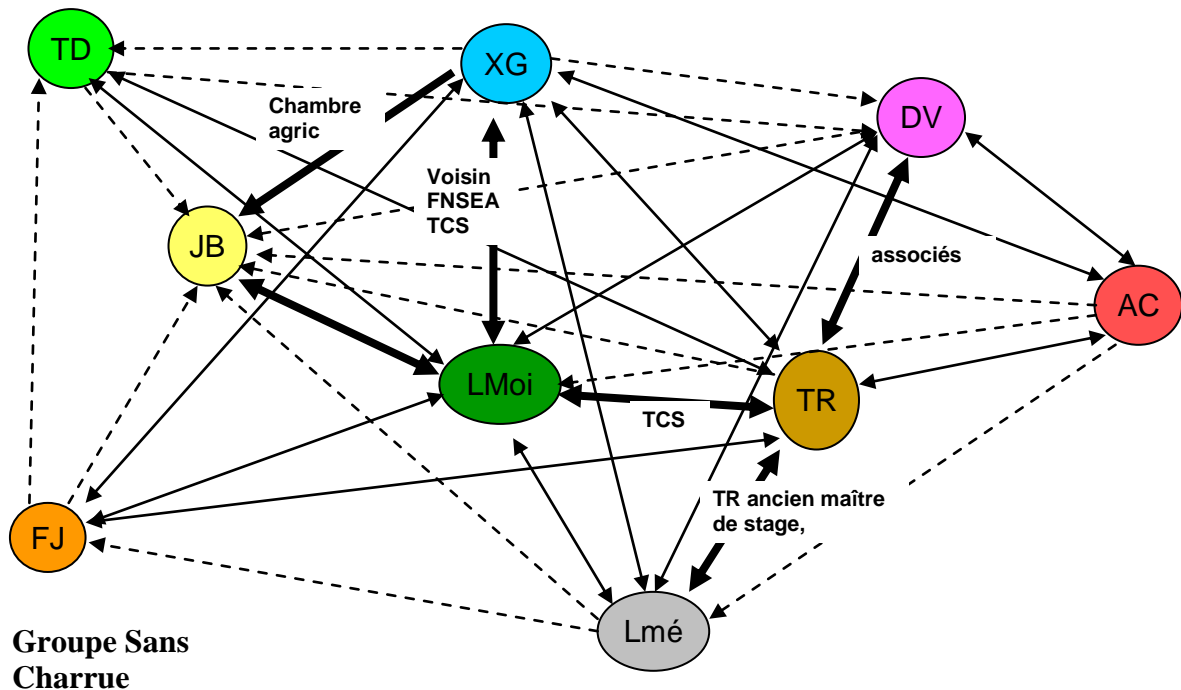 TD
XG
DV
Chambre
agric
Voisin
FNSEA
TCS
JB
associés
AC
LMoi
TCS
TR
TR ancien maître
de stage,
FJ
Lmé
Groupe Sans
Charrue